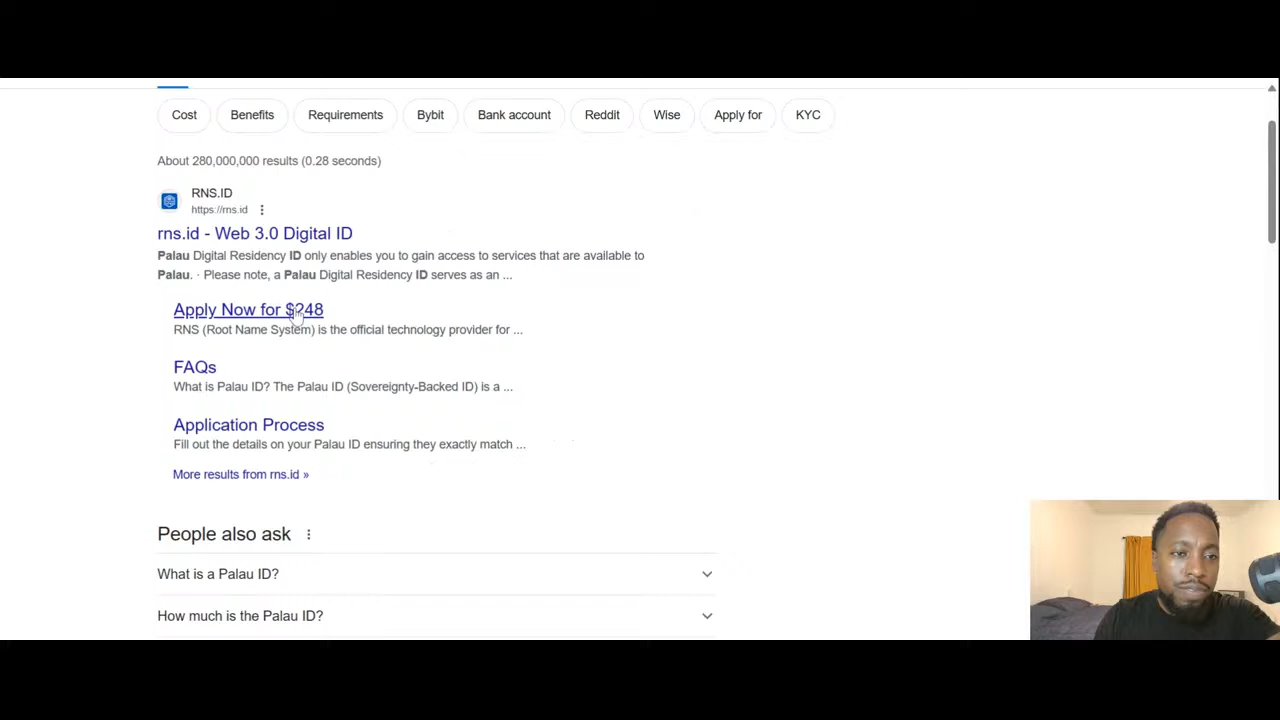 Cost Benefits Requirements Bybit Bank account Reddit Wise Apply for KYC
About 280,000,000 results (0.28 seconds)
RNS.ID
https://rns.id
rns.id - Web 3.0 Digital ID
Palau Digital Residency ID only enables you to gain access to services that are available to
Palau. · Please note, a Palau Digital Residency ID serves as an ...
Apply Now for $248
RNS (Root Name System) is the official technology provider for ...
FAQs
What is Palau ID? The Palau ID (Sovereignty-Backed ID) is a ...
Application Process
Fill out the details on your Palau ID ensuring they exactly match ...
More results from rns.id »
People also ask
What is a Palau ID?
How much is the Palau ID?